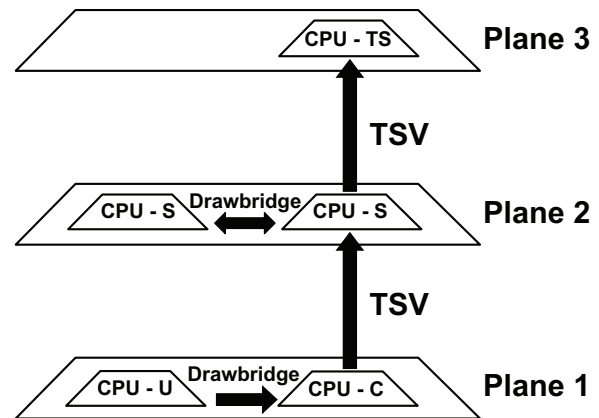 CPU - TS
Plane 3
TSV
CPU - S
Drawbridge
CPU - S
Plane 2
TSV
CPU - U
Drawbridge
CPU - C
Plane 1